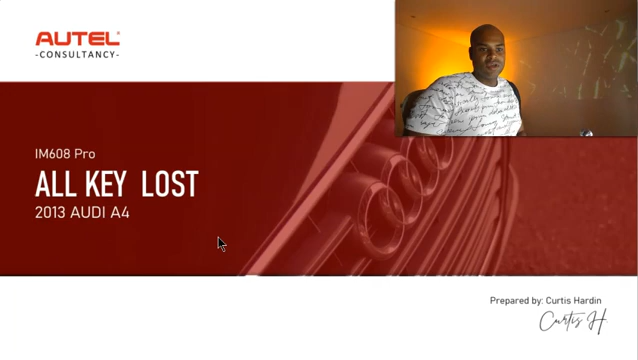 AUTEL
-CONSULTANCY-
IM608 Pro
ALL KEY LOST
2013 AUDI A4
Prepared by: Curtis Hardin
Curtis H.